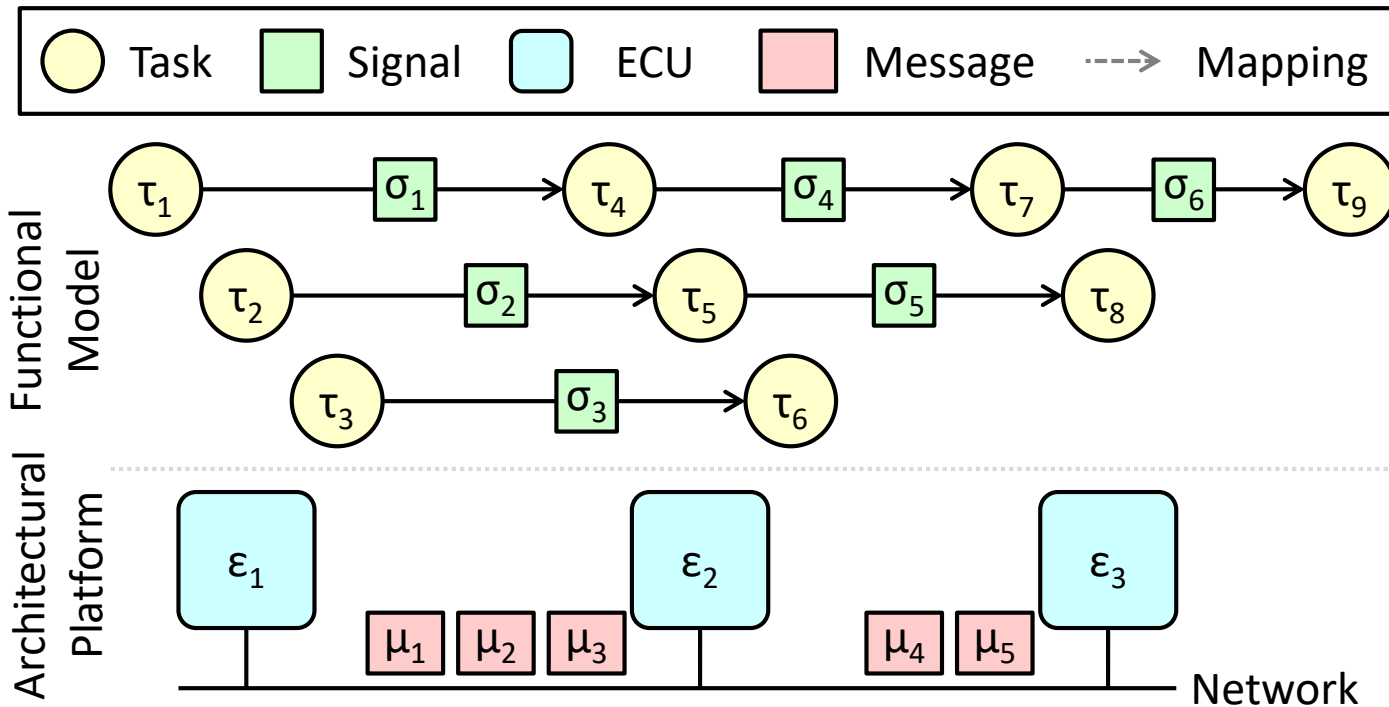 Task Signal ECU Message Mapping
Functional
Model
τ1 σ1 τ4 σ4 τ7 σ6 τ9
τ2 σ2 τ5 σ5 τ8
τ3 σ3 τ6
Architectural
Platform
ε1 ε2 ε3
μ1 μ2 μ3 μ4 μ5
Network